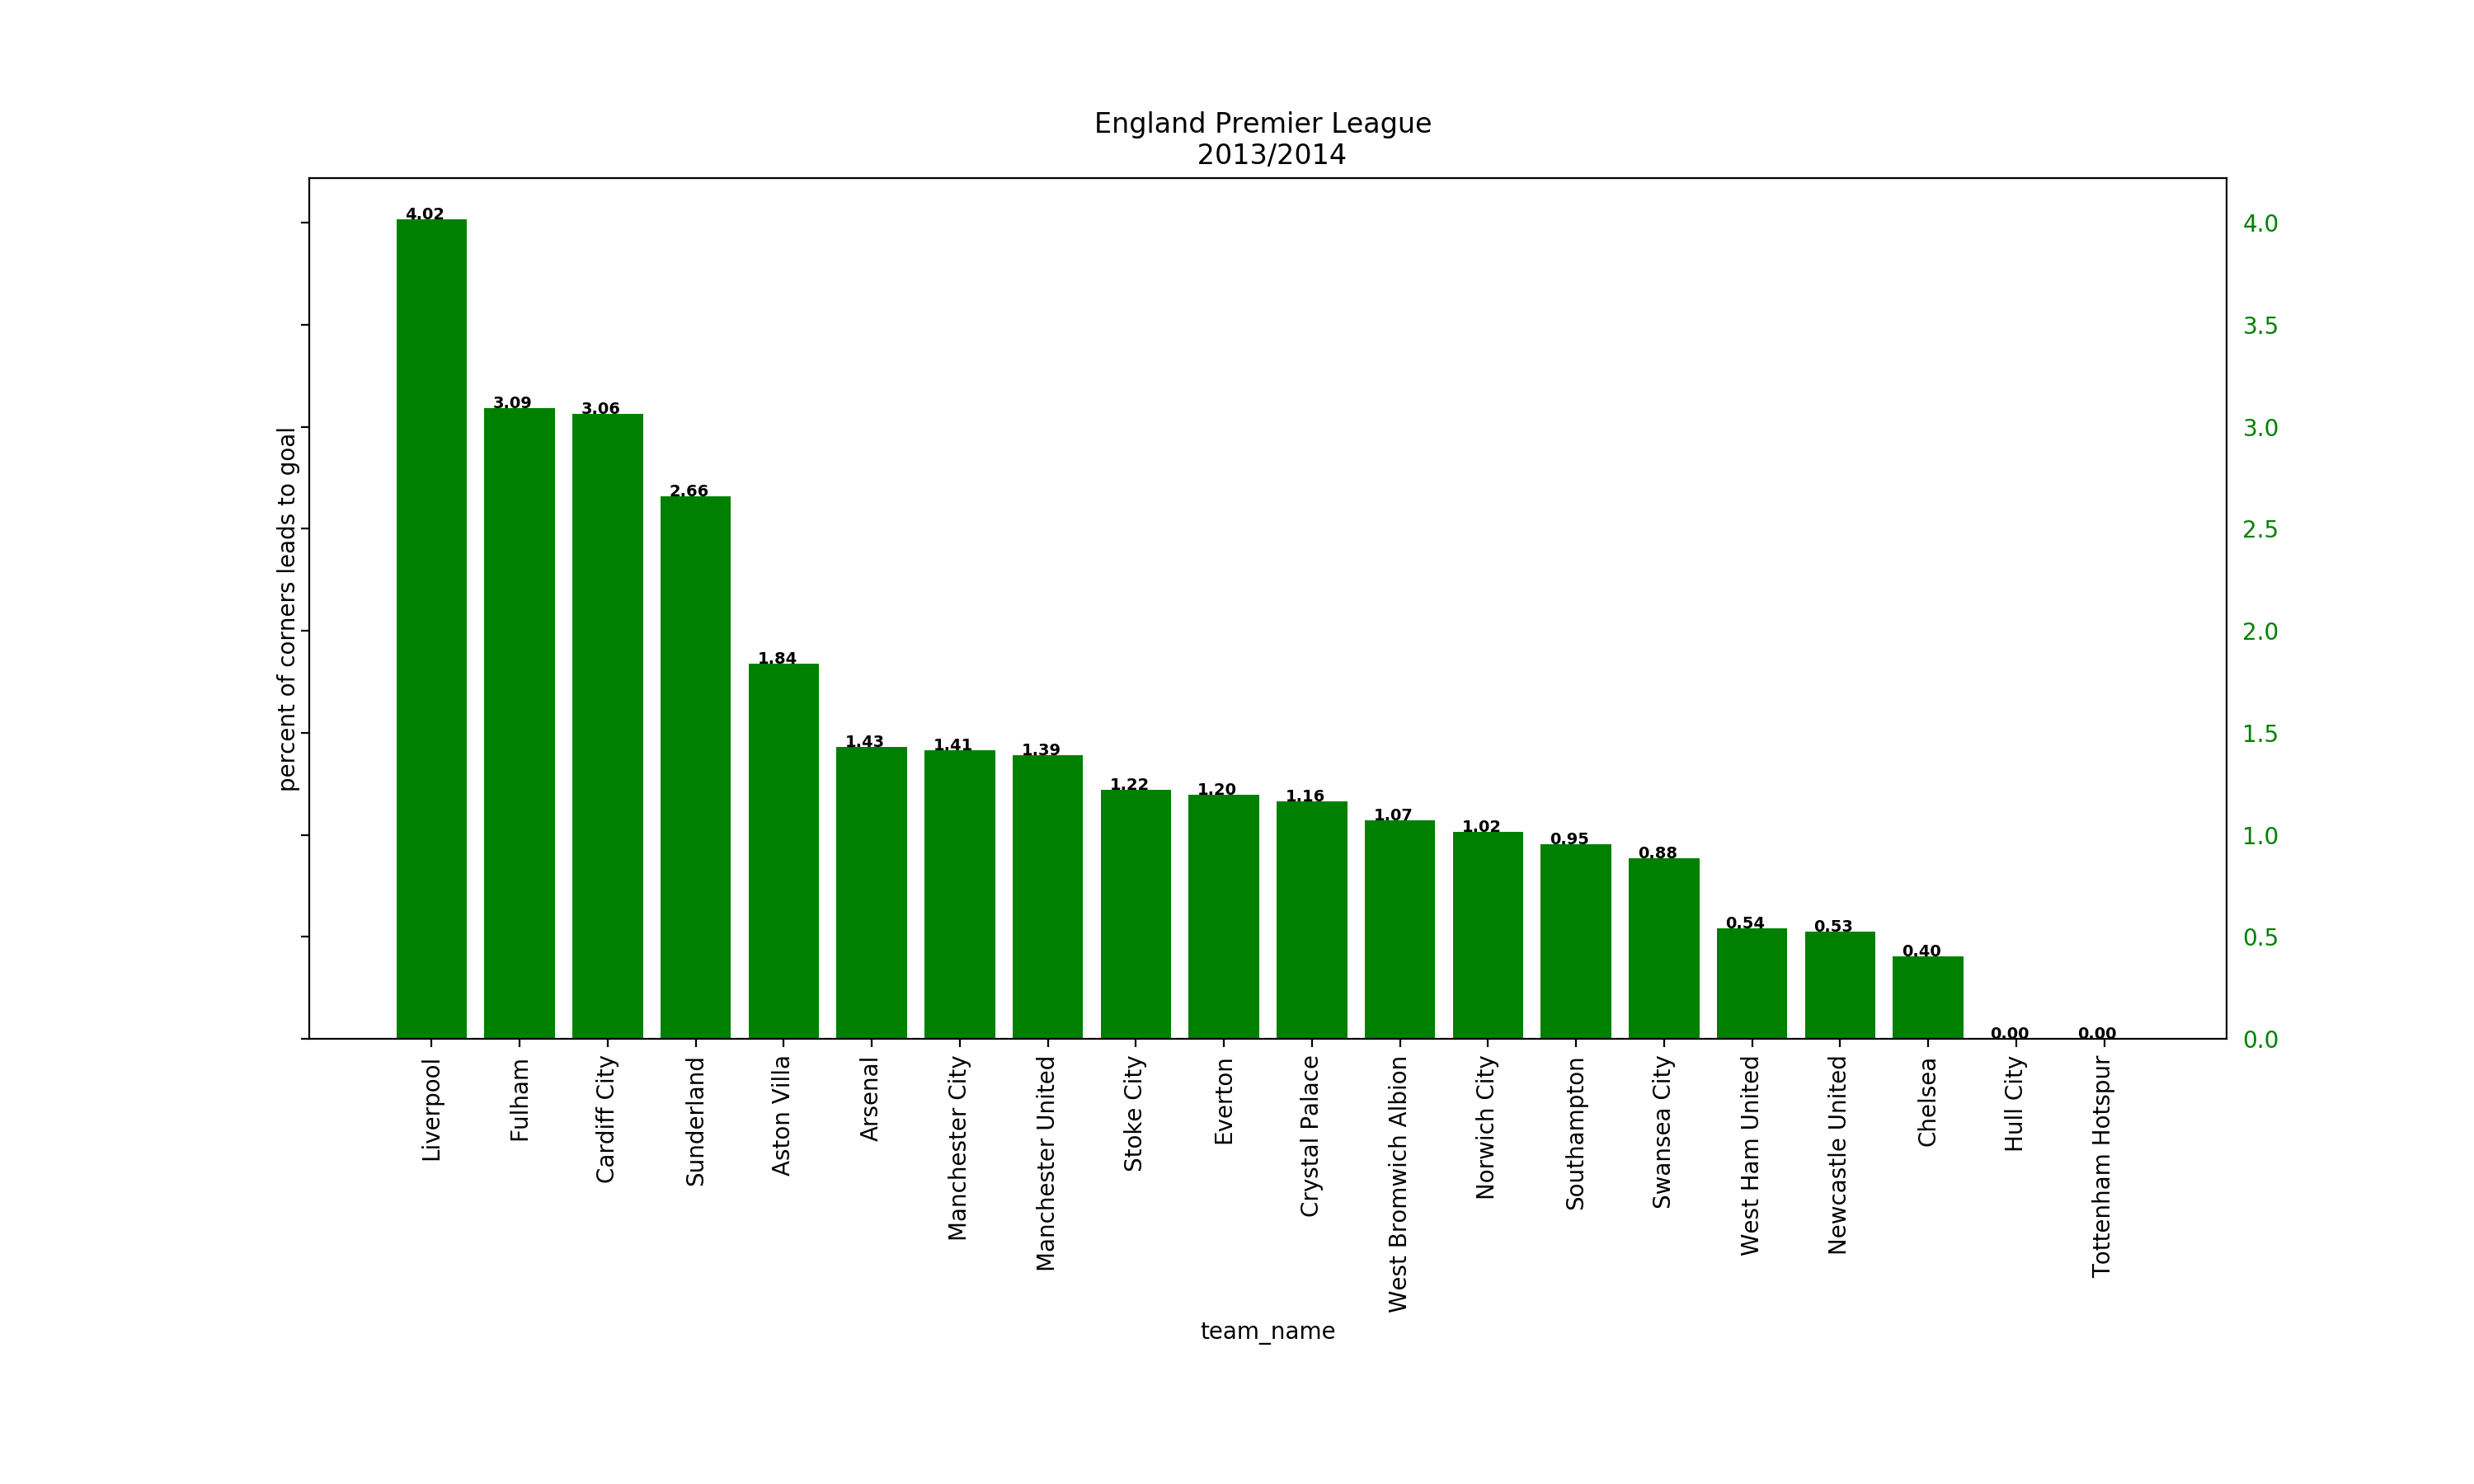 England Premier League
2013/2014
percent of corners leads to goal
4.02
3.09
3.06
2.66
1.84
1.43
1.41
1.39
1.22
1.20
1.16
1.07
1.02
0.95
0.88
0.54
0.53
0.40
0.00
0.00
4.0
3.5
3.0
2.5
2.0
1.5
1.0
0.5
0.0
Liverpool
Fulham
Cardiff City
Sunderland
Aston Villa
Arsenal
Manchester City
Manchester United
Stoke City
Everton
Crystal Palace
West Bromwich Albion
Norwich City
Southampton
Swansea City
West Ham United
Newcastle United
Chelsea
Hull City
Tottenham Hotspur
team_name